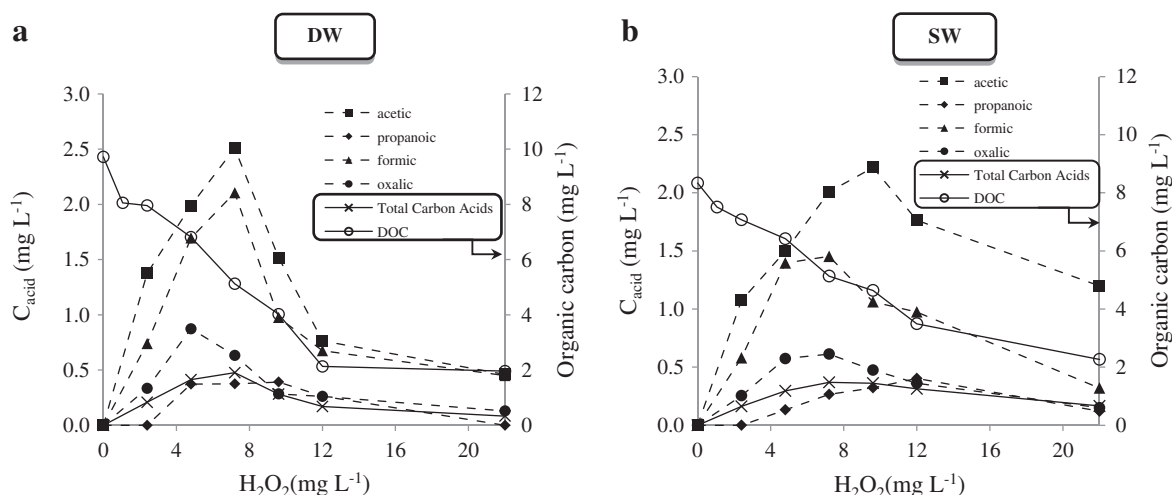 a
DW
3.0
2.5
2.0
1.5
1.0
0.5
0.0
C_acid (mg L⁻¹)
12
10
8
6
4
2
0
Organic carbon (mg L⁻¹)
acetic
propanoic
formic
oxalic
Total Carbon Acids
DOC
0 4 8 12 16 20
H₂O₂(mg L⁻¹)
b
SW
3.0
2.5
2.0
1.5
1.0
0.5
0.0
C_acid (mg L⁻¹)
12
10
8
6
4
2
0
Organic carbon (mg L⁻¹)
acetic
propanoic
formic
oxalic
Total Carbon Acids
DOC
0 4 8 12 16 20
H₂O₂(mg L⁻¹)